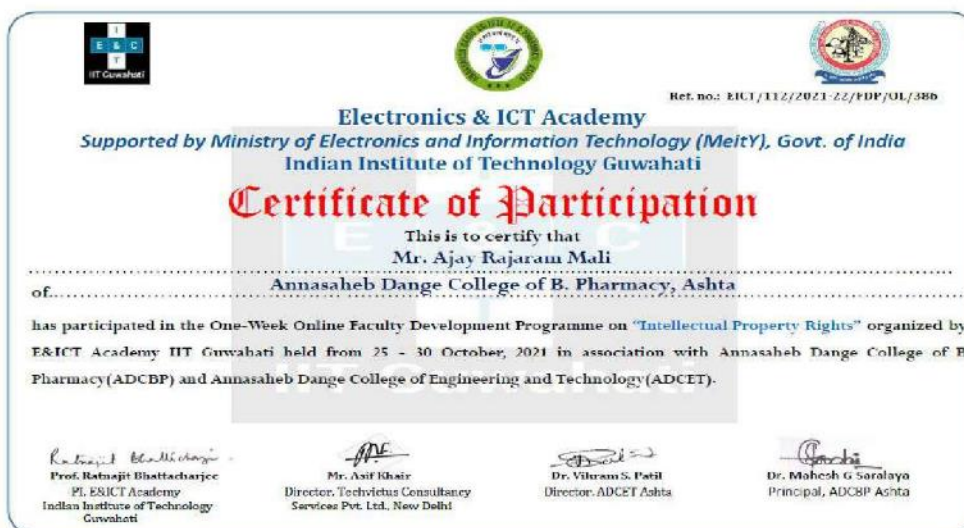 I
E & C
T
IIT Guwahati
Ref. no.: EICT/112/2021-22/FDP/OL/386
Electronics & ICT Academy
Supported by Ministry of Electronics and Information Technology (MeitY), Govt. of India
Indian Institute of Technology Guwahati
Certificate of Participation
This is to certify that
Mr. Ajay Rajaram Mali
of Annasaheb Dange College of B. Pharmacy, Ashta
has participated in the One-Week Online Faculty Development Programme on "Intellectual Property Rights" organized by
E&ICT Academy IIT Guwahati held from 25 - 30 October, 2021 in association with Annasaheb Dange College of B
Pharmacy(ADCBP) and Annasaheb Dange College of Engineering and Technology(ADCET).
E & C
IIT Guwahati
Ratnajit Bhattacharjee
Prof. Ratnajit Bhattacharjee
PI, E&ICT Academy
Indian Institute of Technology
Guwahati
Mr. Asif Khair
Director, Techvictus Consultancy
Services Pvt. Ltd., New Delhi
Dr. Vikram S. Patil
Director, ADCET Ashta
Dr. Mahesh G Saralaya
Principal, ADCBP Ashta